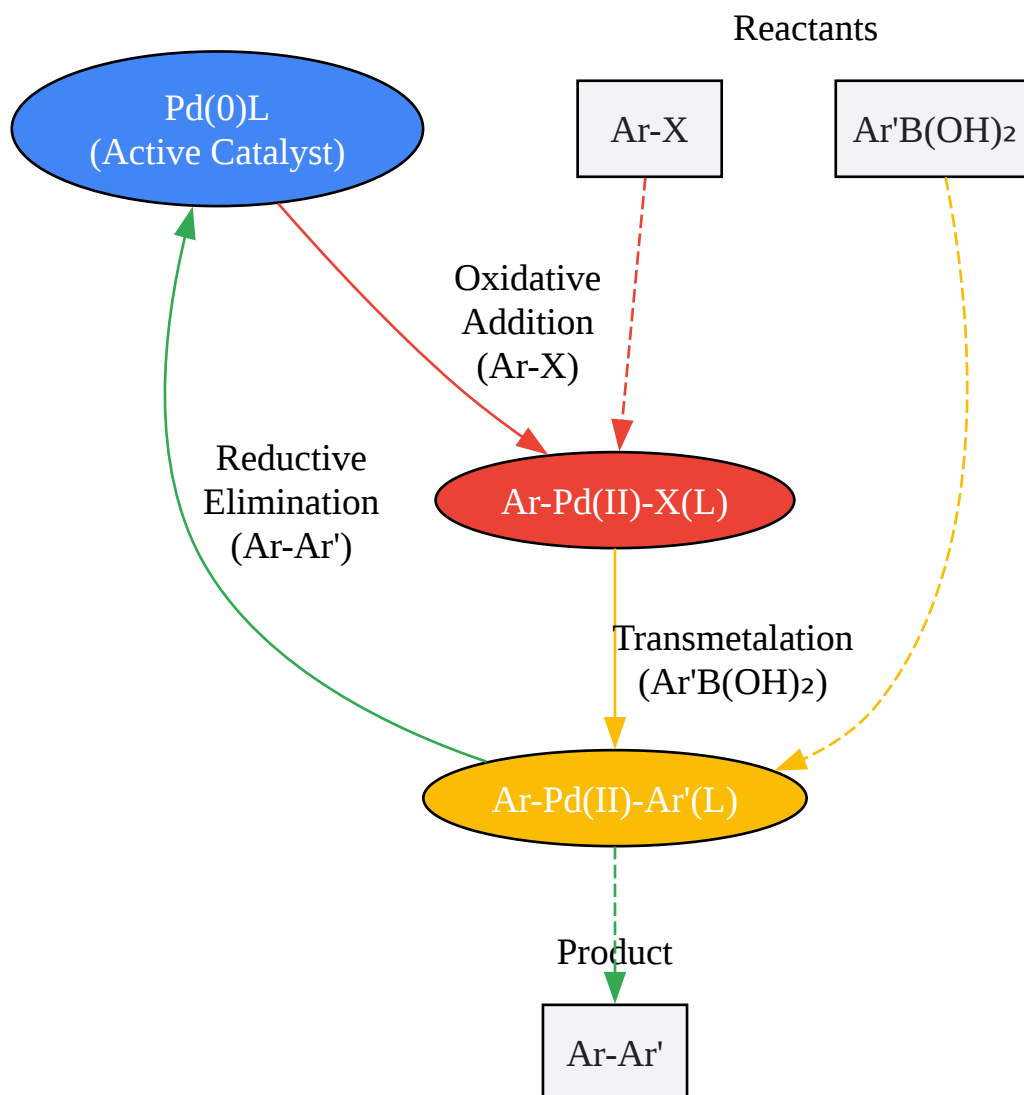 Reactants
Pd(0)L
(Active Catalyst)
Ar-X
Ar'B(OH)₂
Oxidative
Addition
(Ar-X)
Reductive
Elimination
(Ar-Ar')
Ar-Pd(II)-X(L)
Transmetalation
(Ar'B(OH)₂)
Ar-Pd(II)-Ar'(L)
Product
Ar-Ar'